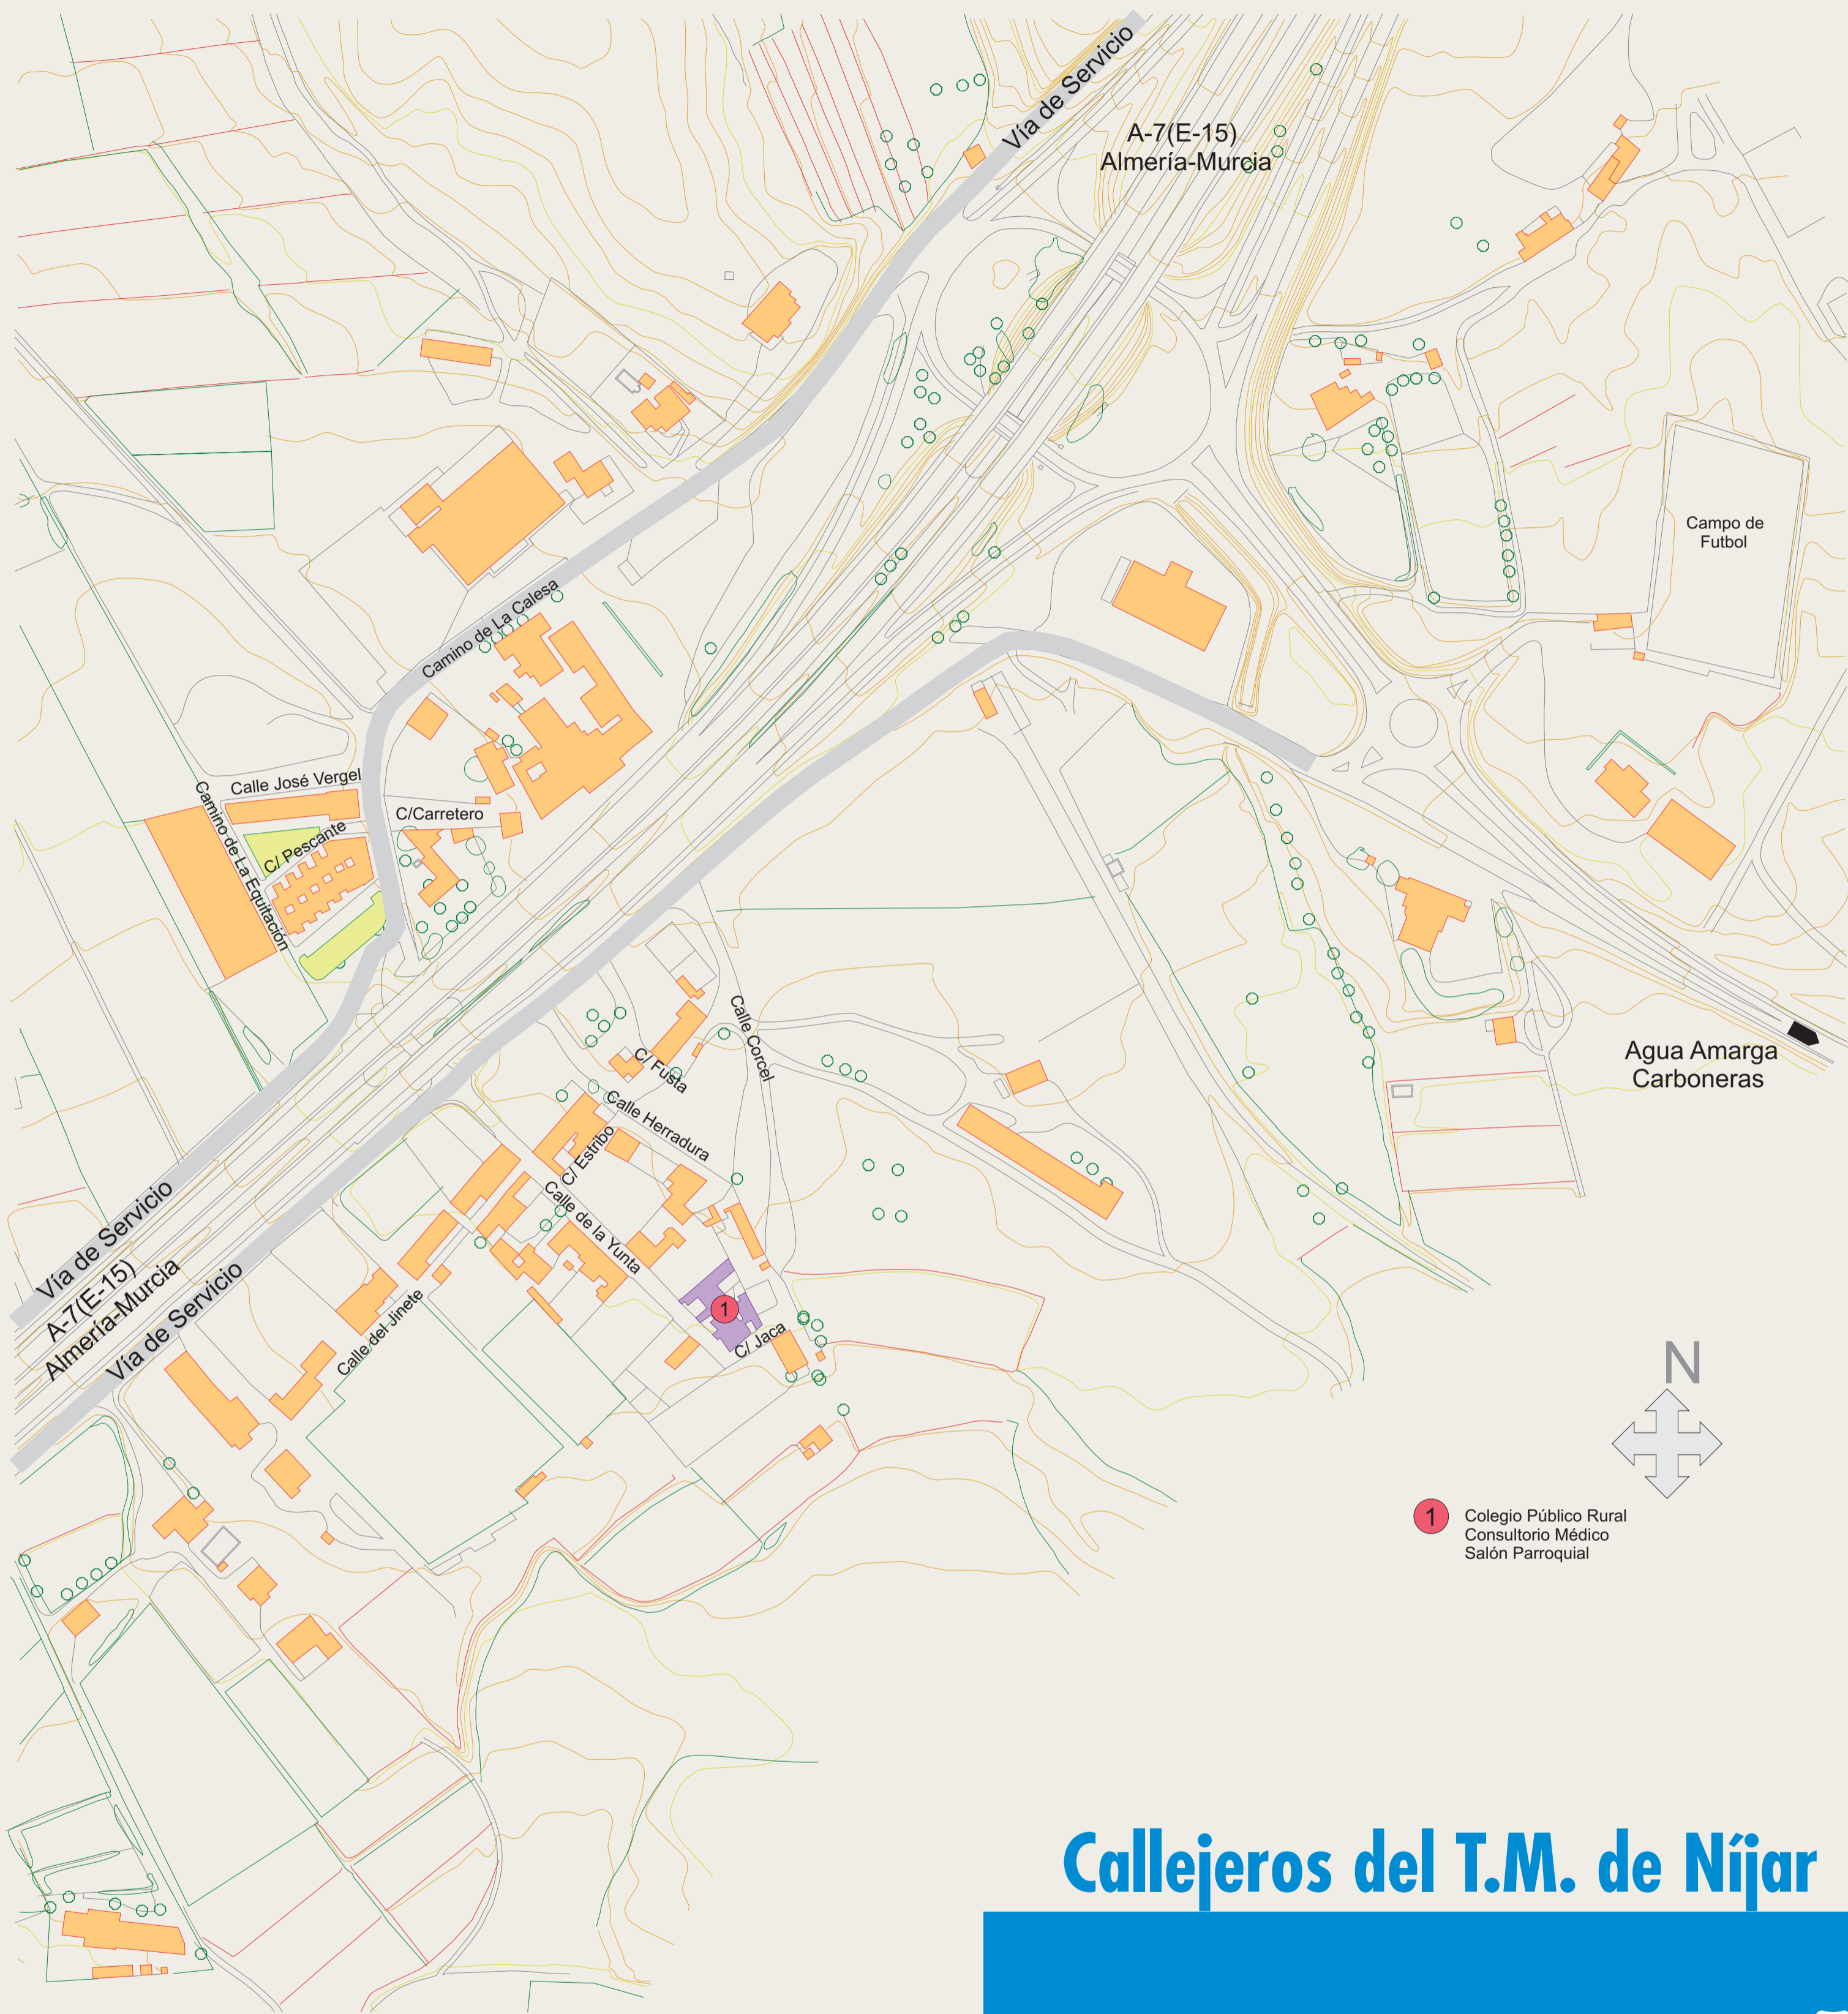 Vía de Servicio
A-7(E-15)
Almería-Murcia
Campo de
Futbol
Camino de La Calesa
Calle José Vergel
C/Carretero
C/ Pescante
Camino de La Equitación
Calle Corcel
C/ Fusta
Calle Herradura
C/ Estribo
Calle de la Yunta
Agua Amarga
Carboneras
Vía de Servicio
A-7(E-15)
Almería-Murcia
Vía de Servicio
Calle del Jinete
1
C/ Jaca
N
1
Colegio Público Rural
Consultorio Médico
Salón Parroquial
Callejeros del T.M. de Níjar